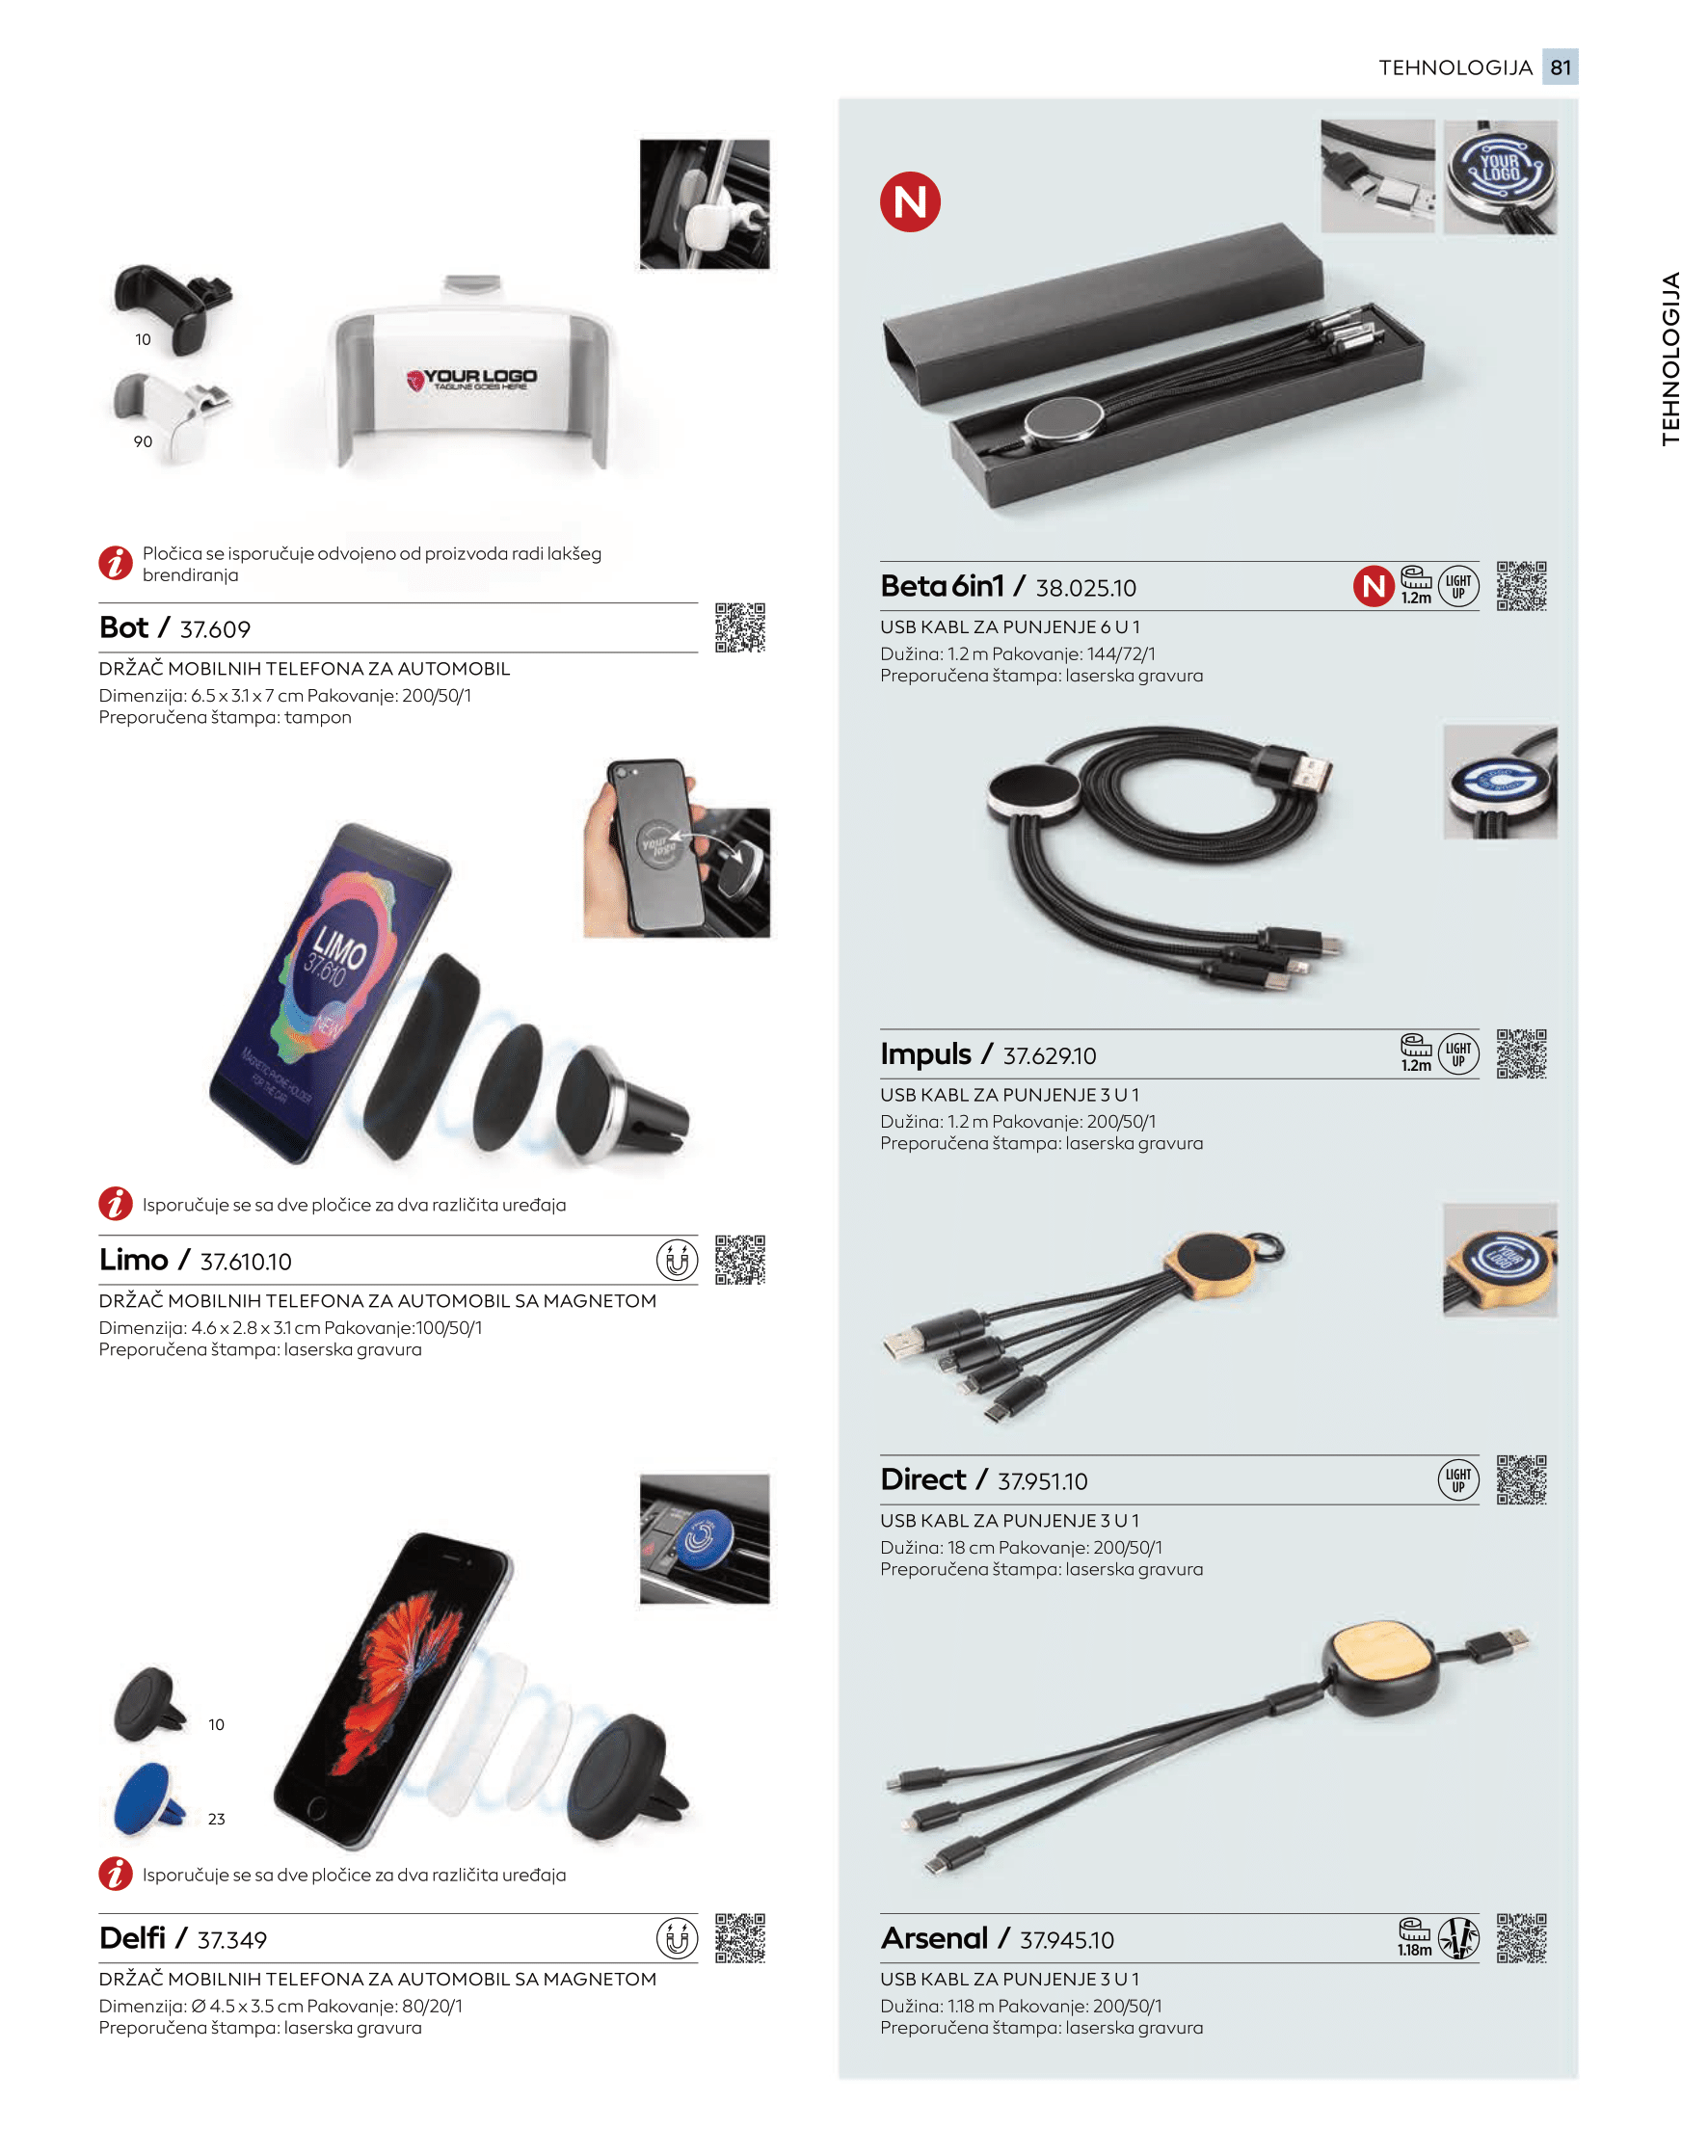 TEHNOLOGIJA 81
TEHNOLOGIJA
10
90
YOUR LOGO
TAGLINE GOES HERE
Pločica se isporučuje odvojeno od proizvoda radi lakšeg
brendiranja
Bot / 37.609
DRŽAČ MOBILNIH TELEFONA ZA AUTOMOBIL
Dimenzija: 6.5 x 3.1 x 7 cm Pakovanje: 200/50/1
Preporučena štampa: tampon
LIMO
37.610
NEW
MAGNETIC PHONE HOLDER
FOR THE CAR
Your
logo
Isporučuje se sa dve pločice za dva različita uređaja
Limo / 37.610.10
DRŽAČ MOBILNIH TELEFONA ZA AUTOMOBIL SA MAGNETOM
Dimenzija: 4.6 x 2.8 x 3.1 cm Pakovanje:100/50/1
Preporučena štampa: laserska gravura
10
23
Isporučuje se sa dve pločice za dva različita uređaja
Delfi / 37.349
DRŽAČ MOBILNIH TELEFONA ZA AUTOMOBIL SA MAGNETOM
Dimenzija: Ø 4.5 x 3.5 cm Pakovanje: 80/20/1
Preporučena štampa: laserska gravura
N
YOUR
LOGO
Beta 6in1 / 38.025.10
N
1.2m
LIGHT
UP
USB KABL ZA PUNJENJE 6 U 1
Dužina: 1.2 m Pakovanje: 144/72/1
Preporučena štampa: laserska gravura
Impuls / 37.629.10
1.2m
LIGHT
UP
USB KABL ZA PUNJENJE 3 U 1
Dužina: 1.2 m Pakovanje: 200/50/1
Preporučena štampa: laserska gravura
YOUR
LOGO
Direct / 37.951.10
LIGHT
UP
USB KABL ZA PUNJENJE 3 U 1
Dužina: 18 cm Pakovanje: 200/50/1
Preporučena štampa: laserska gravura
Arsenal / 37.945.10
1.18m
USB KABL ZA PUNJENJE 3 U 1
Dužina: 1.18 m Pakovanje: 200/50/1
Preporučena štampa: laserska gravura